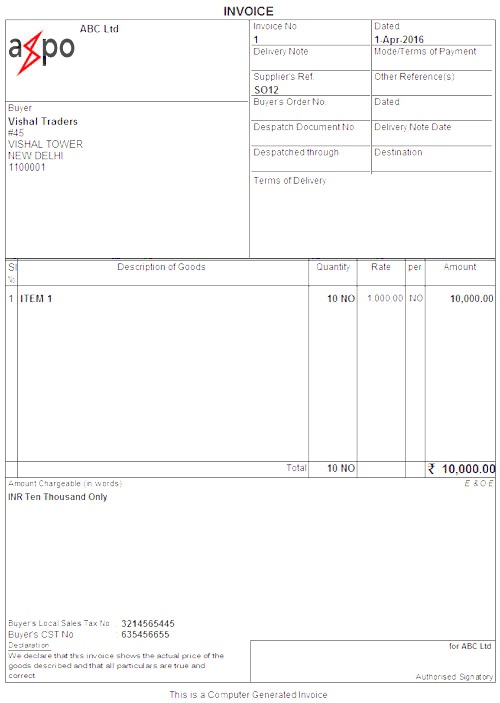 INVOICE
ABC Ltd
axpo
Invoice No
1
Dated
1-Apr-2016
Delivery Note
Mode/Terms of Payment
Supplier's Ref.
SO12
Other Reference(s)
Buyer
Vishal Traders
#45
VISHAL TOWER
NEW DELHI
1100001
Buyer's Order No.
Dated
Despatch Document No.
Delivery Note Date
Despatched through
Destination
Terms of Delivery
Sl
No
Description of Goods
Quantity
Rate
per
Amount
1 ITEM 1 10 NO 1,000.00 NO 10,000.00
Total 10 NO ₹ 10,000.00
Amount Chargeable (in words) E & O E
INR Ten Thousand Only
Buyer's Local Sales Tax No 3214565445
Buyer's CST No 635456655
Declaration
We declare that this invoice shows the actual price of the
goods described and that all particulars are true and
correct.
for ABC Ltd
Authorised Signatory
This is a Computer Generated Invoice